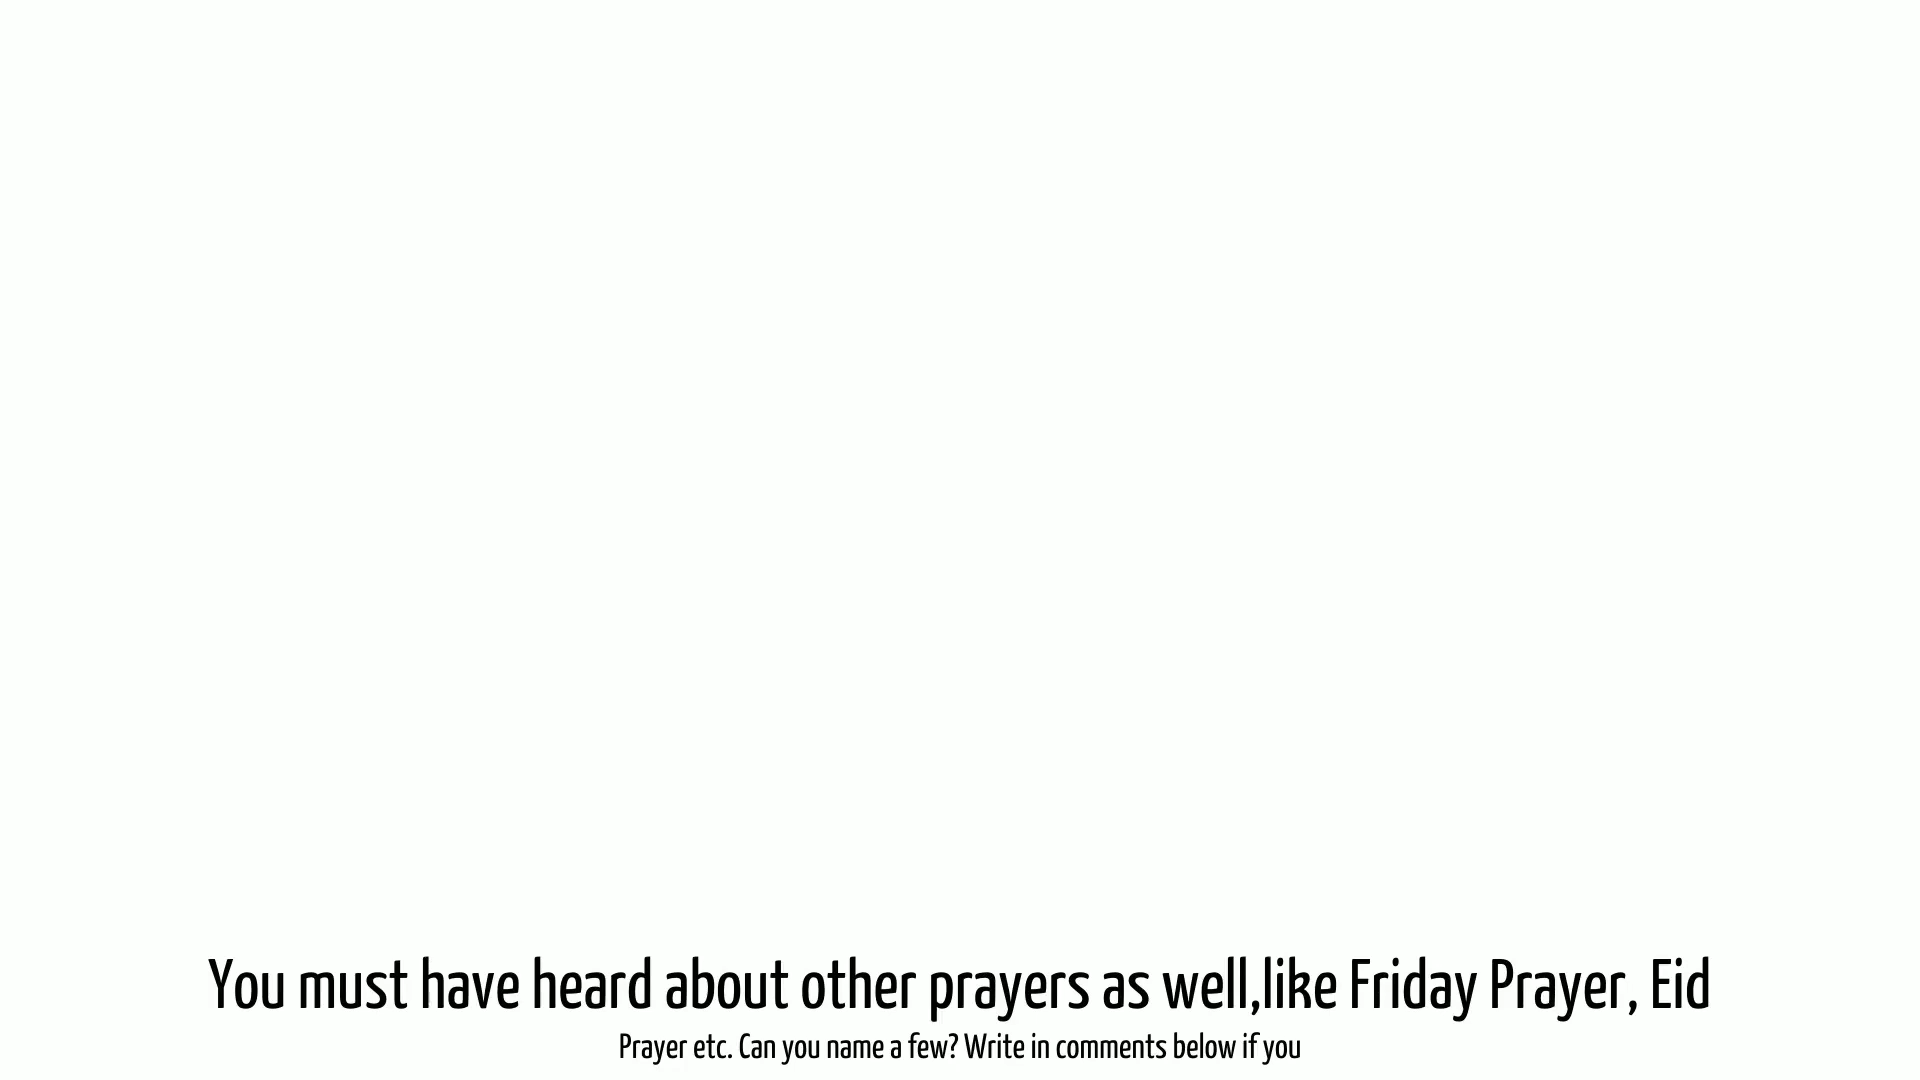 You must have heard about other prayers as well,like Friday Prayer, Eid
Prayer etc. Can you name a few? Write in comments below if you